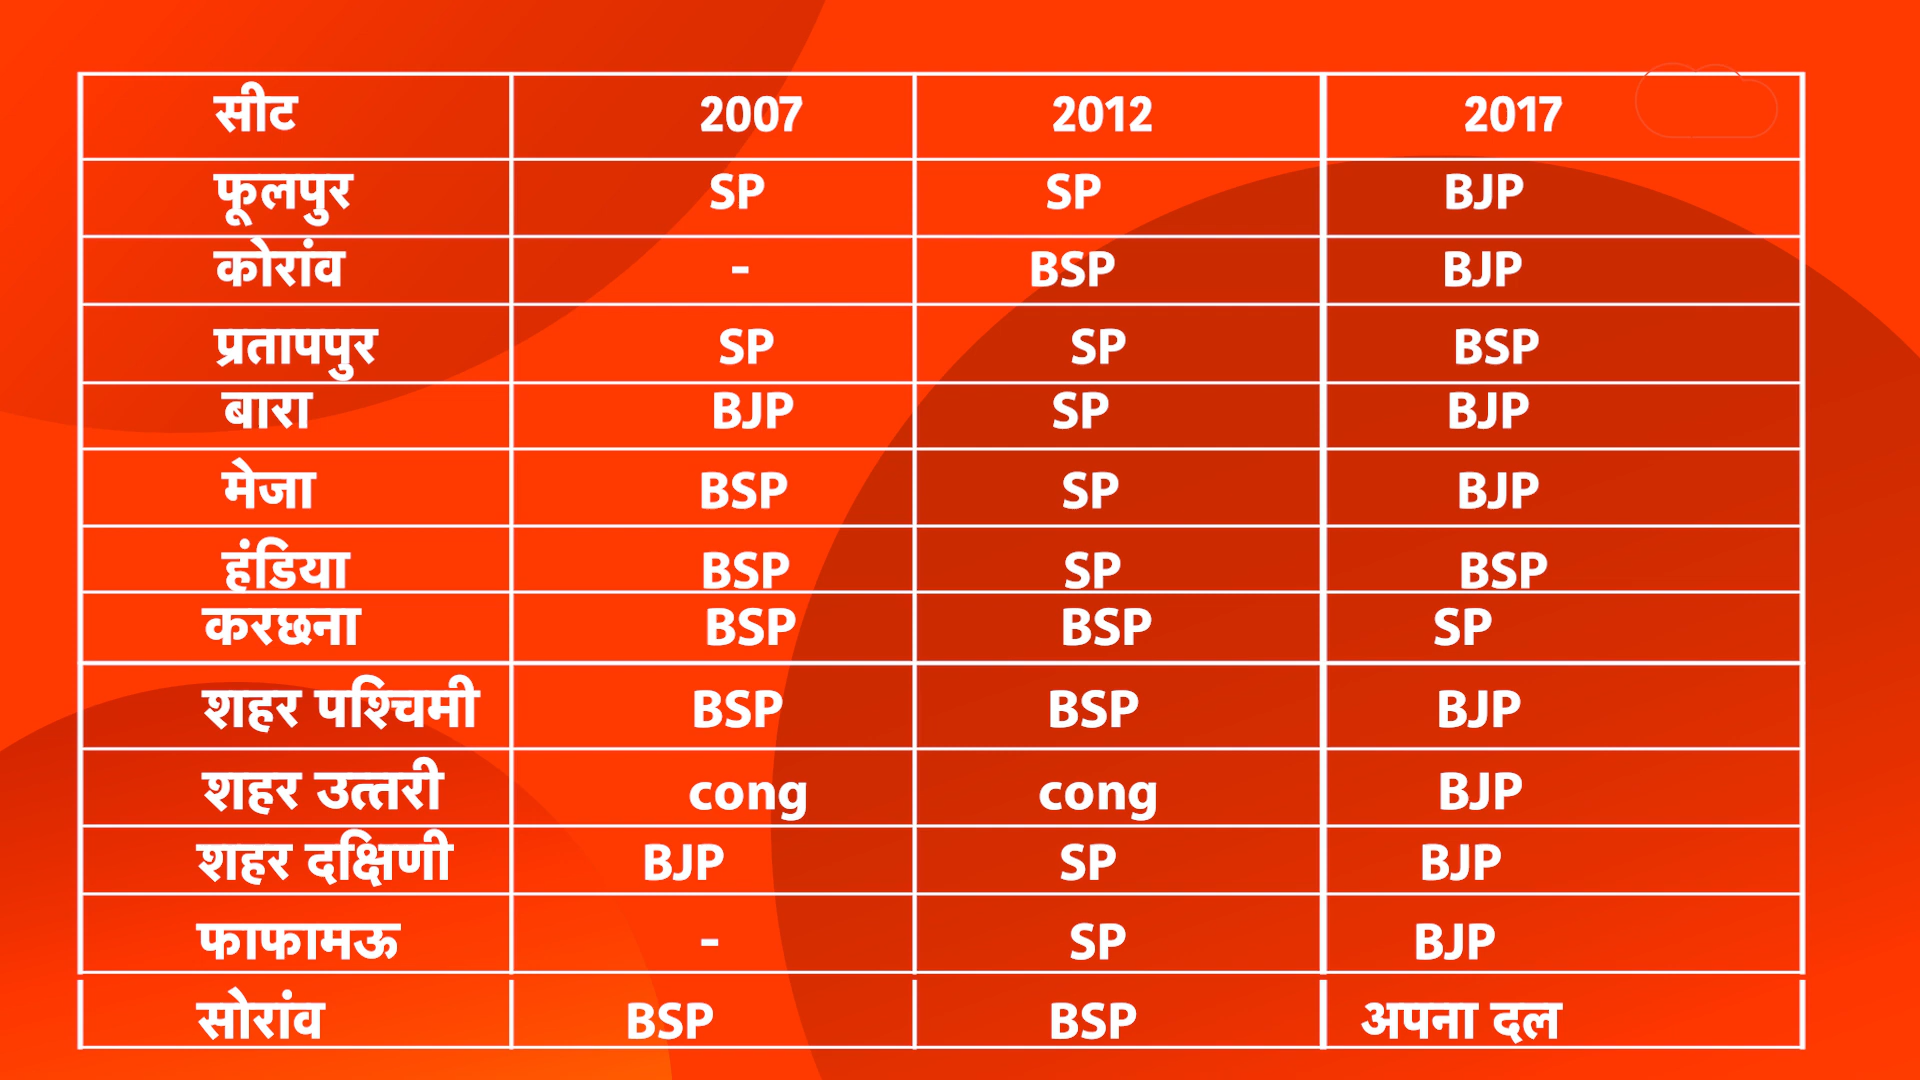 सीट 2007 2012 2017
फूलपुर SP SP BJP
कोरांव - BSP BJP
प्रतापपुर SP SP BSP
बारा BJP SP BJP
मेजा BSP SP BJP
हंडिया BSP SP BSP
करछना BSP BSP SP
शहर पश्चिमी BSP BSP BJP
शहर उत्तरी cong cong BJP
शहर दक्षिणी BJP SP BJP
फाफामऊ - SP BJP
सोरांव BSP BSP अपना दल